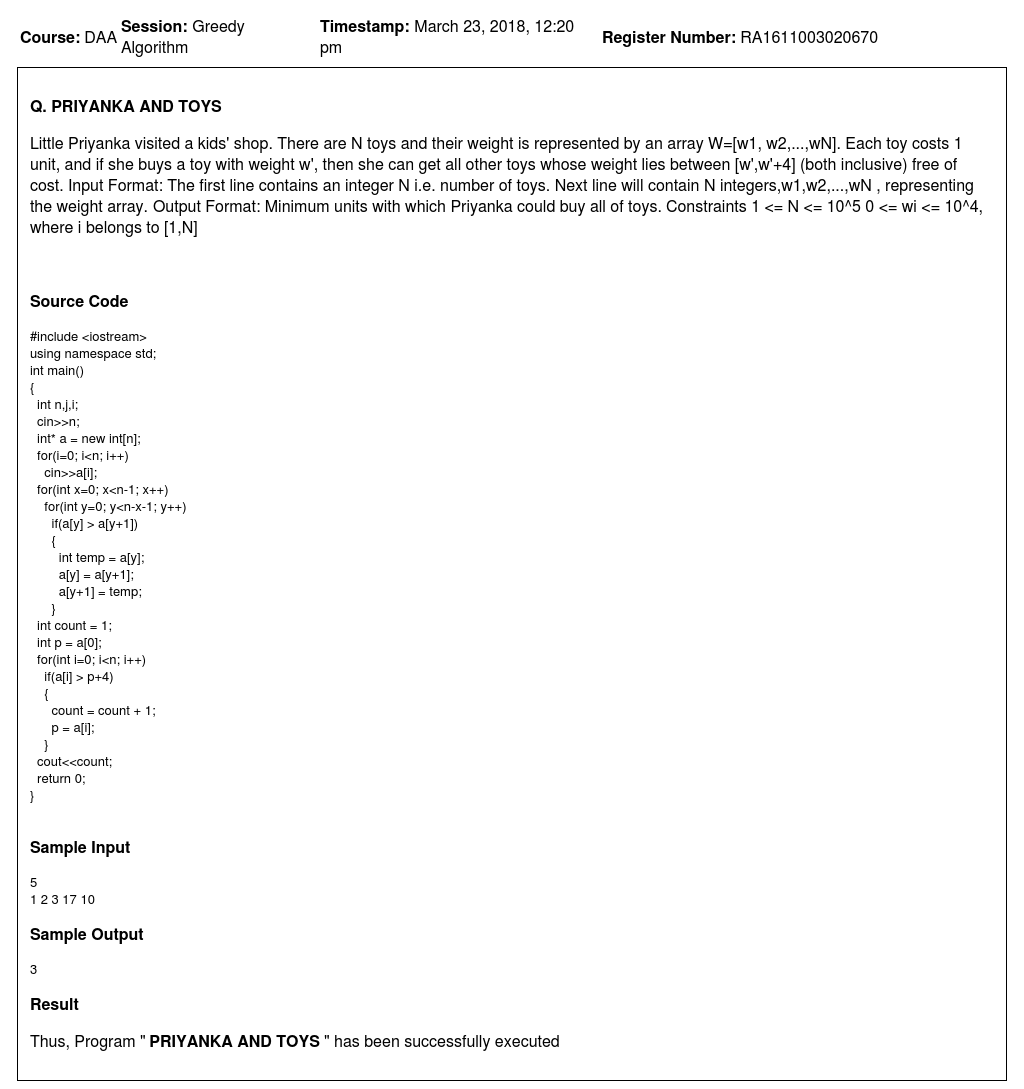 Course: DAA Session: Greedy Algorithm Timestamp: March 23, 2018, 12:20 pm Register Number: RA1611003020670
Q. PRIYANKA AND TOYS
Little Priyanka visited a kids' shop. There are N toys and their weight is represented by an array W=[w1, w2,...,wN]. Each toy costs 1
unit, and if she buys a toy with weight w', then she can get all other toys whose weight lies between [w',w'+4] (both inclusive) free of
cost. Input Format: The first line contains an integer N i.e. number of toys. Next line will contain N integers,w1,w2,...,wN , representing
the weight array. Output Format: Minimum units with which Priyanka could buy all of toys. Constraints 1 <= N <= 10^5 0 <= wi <= 10^4,
where i belongs to [1,N]
Source Code
#include <iostream>
using namespace std;
int main()
{
  int n,j,i;
  cin>>n;
  int* a = new int[n];
  for(i=0; i<n; i++)
    cin>>a[i];
  for(int x=0; x<n-1; x++)
    for(int y=0; y<n-x-1; y++)
      if(a[y] > a[y+1])
      {
        int temp = a[y];
        a[y] = a[y+1];
        a[y+1] = temp;
      }
  int count = 1;
  int p = a[0];
  for(int i=0; i<n; i++)
    if(a[i] > p+4)
    {
      count = count + 1;
      p = a[i];
    }
  cout<<count;
  return 0;
}
Sample Input
5
1 2 3 17 10
Sample Output
3
Result
Thus, Program " PRIYANKA AND TOYS " has been successfully executed